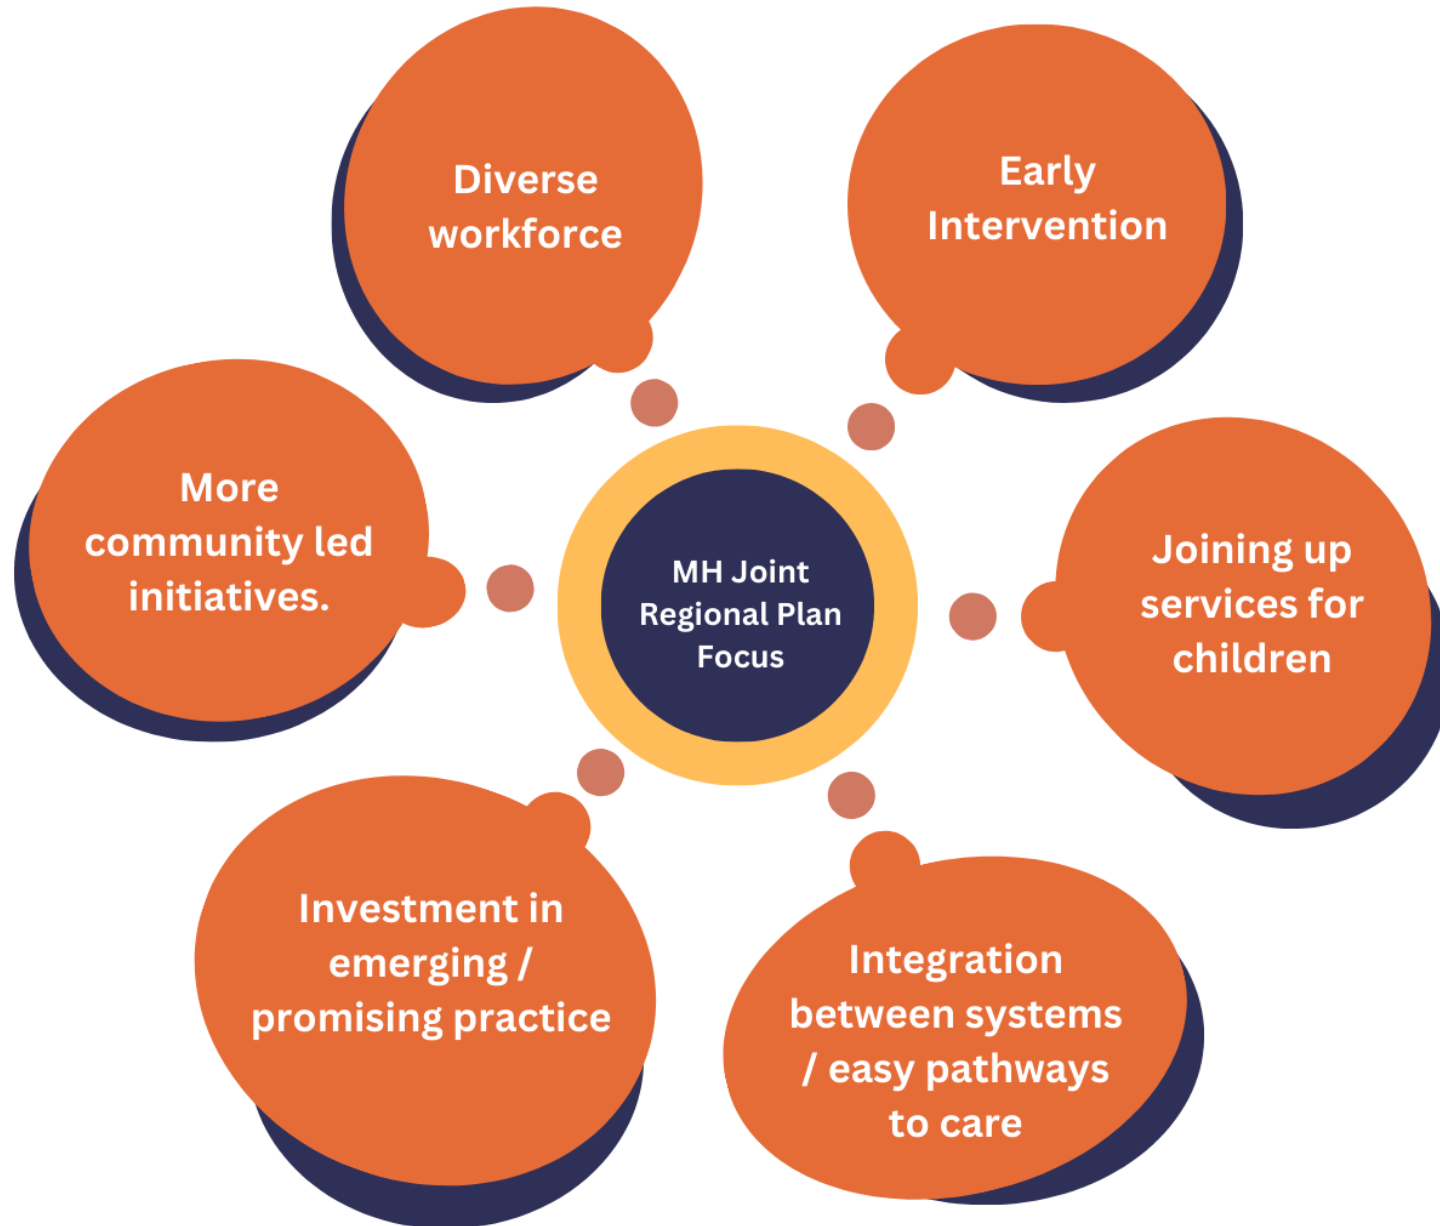 Diverse
workforce
Early
Intervention
More
community led
initiatives.
MH Joint
Regional Plan
Focus
Joining up
services for
children
Investment in
emerging /
promising practice
Integration
between systems
/ easy pathways
to care